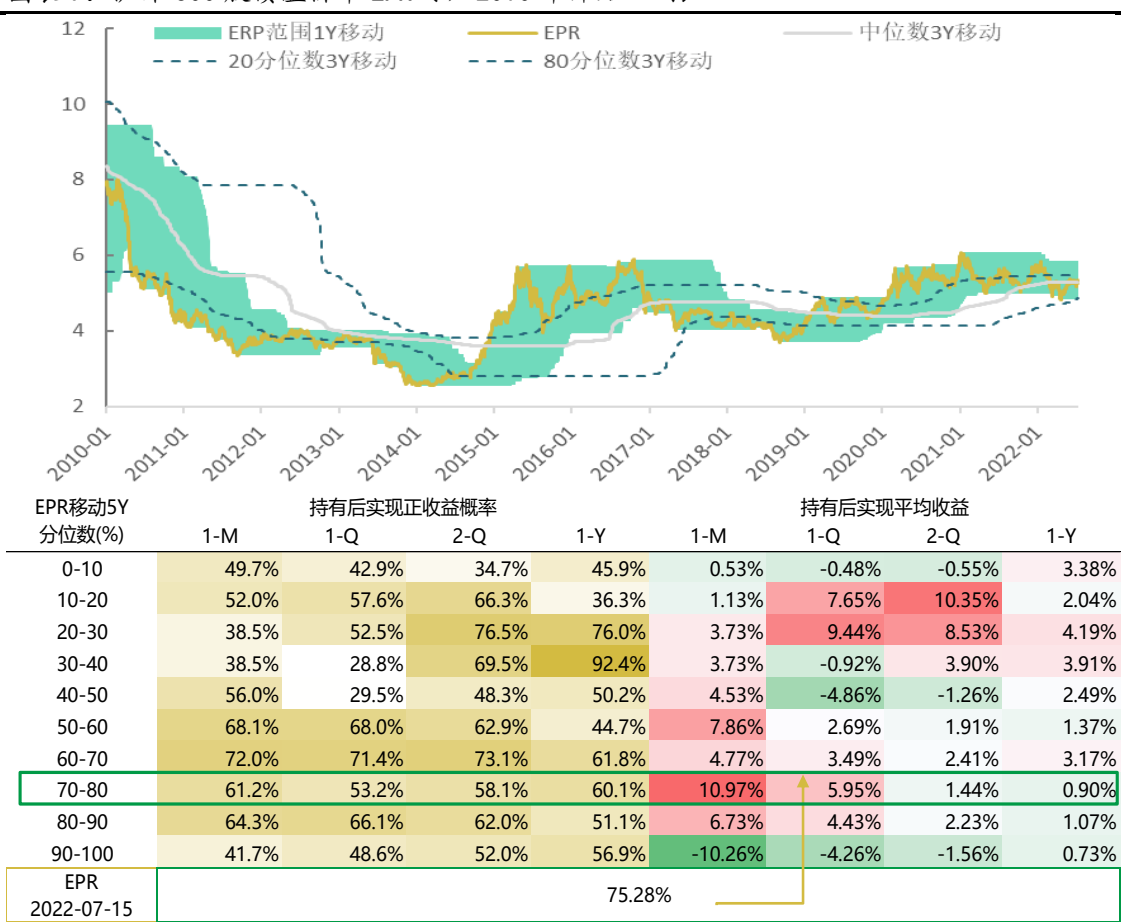 12 ERP范围1Y移动 EPR 中位数3Y移动
20分位数3Y移动 80分位数3Y移动
10
8
6
4
2
2010-01 2011-01 2012-01 2013-01 2014-01 2015-01 2016-01 2017-01 2018-01 2019-01 2020-01 2021-01 2022-01
EPR移动5Y 持有后实现正收益概率 持有后实现平均收益
分位数(%) 1-M 1-Q 2-Q 1-Y 1-M 1-Q 2-Q 1-Y
0-10 49.7% 42.9% 34.7% 45.9% 0.53% -0.48% -0.55% 3.38%
10-20 52.0% 57.6% 66.3% 36.3% 1.13% 7.65% 10.35% 2.04%
20-30 38.5% 52.5% 76.5% 76.0% 3.73% 9.44% 8.53% 4.19%
30-40 38.5% 28.8% 69.5% 92.4% 3.73% -0.92% 3.90% 3.91%
40-50 56.0% 29.5% 48.3% 50.2% 4.53% -4.86% -1.26% 2.49%
50-60 68.1% 68.0% 62.9% 44.7% 7.86% 2.69% 1.91% 1.37%
60-70 72.0% 71.4% 73.1% 61.8% 4.77% 3.49% 2.41% 3.17%
70-80 61.2% 53.2% 58.1% 60.1% 10.97% 5.95% 1.44% 0.90%
80-90 64.3% 66.1% 62.0% 51.1% 6.73% 4.43% 2.23% 1.07%
90-100 41.7% 48.6% 52.0% 56.9% -10.26% -4.26% -1.56% 0.73%
EPR
2022-07-15 75.28%